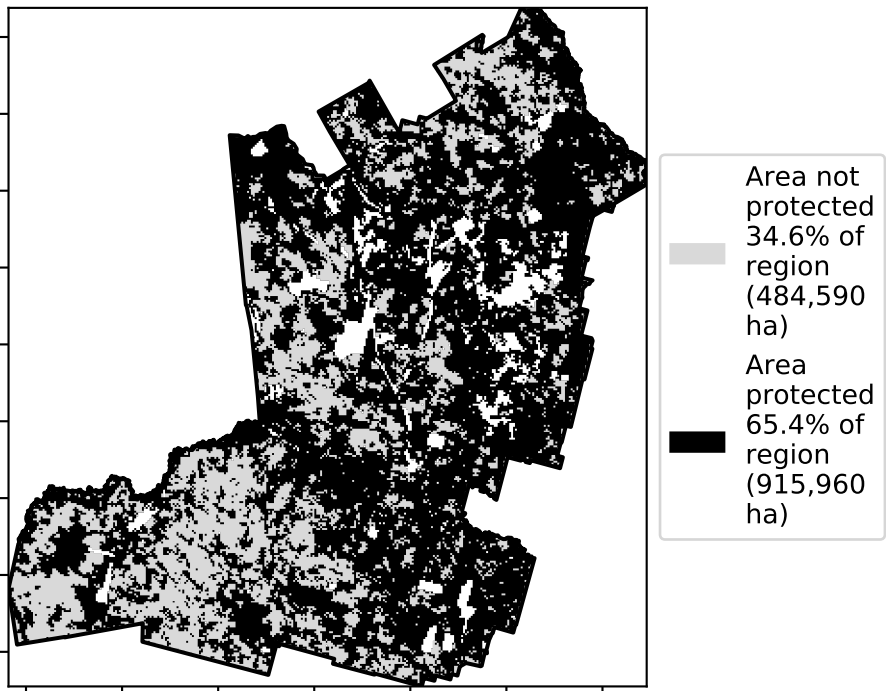 Area not
protected
34.6% of
region
(484,590
ha)
Area
protected
65.4% of
region
(915,960
ha)